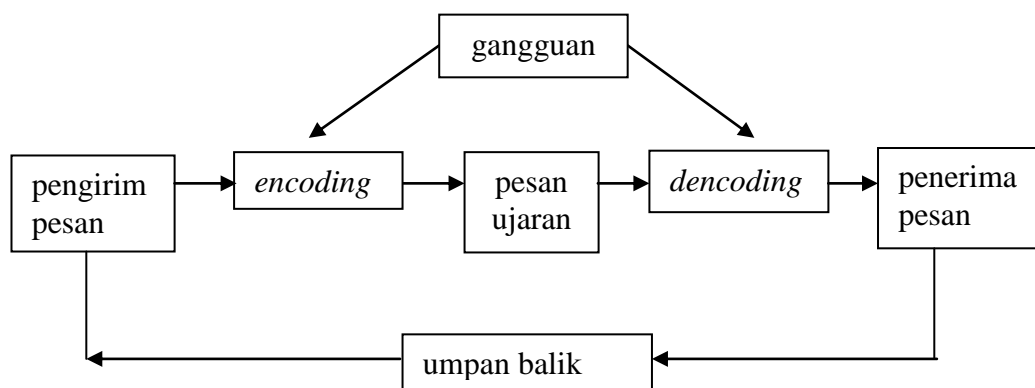 gangguan
pengirim
pesan
encoding
pesan
ujaran
dencoding
penerima
pesan
umpan balik